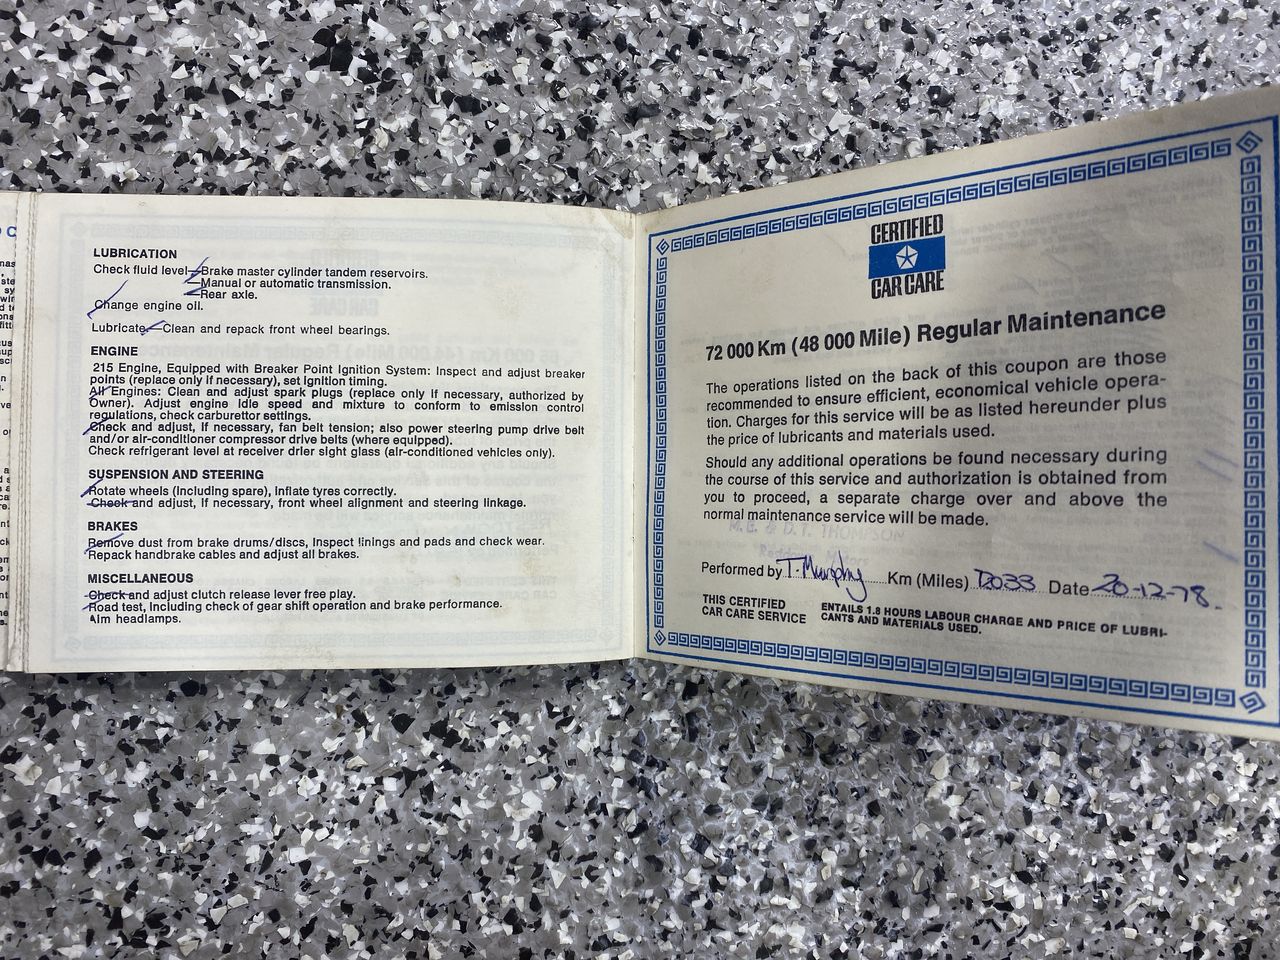 LUBRICATION
Check fluid level—Brake master cylinder tandem reservoirs.
—Manual or automatic transmission.
—Rear axle.
Change engine oil.
Lubricate—Clean and repack front wheel bearings.
ENGINE
215 Engine, Equipped with Breaker Point Ignition System: Inspect and adjust breaker
points (replace only if necessary), set ignition timing.
All Engines: Clean and adjust spark plugs (replace only if necessary, authorized by
Owner). Adjust engine idle speed and mixture to conform to emission control
regulations, check carburettor settings.
Check and adjust, if necessary, fan belt tension; also power steering pump drive belt
and/or air-conditioner compressor drive belts (where equipped).
Check refrigerant level at receiver drier sight glass (air-conditioned vehicles only).
SUSPENSION AND STEERING
Rotate wheels (including spare), inflate tyres correctly.
Check and adjust, if necessary, front wheel alignment and steering linkage.
BRAKES
Remove dust from brake drums/discs, inspect linings and pads and check wear.
Repack handbrake cables and adjust all brakes.
MISCELLANEOUS
Check and adjust clutch release lever free play.
Road test, including check of gear shift operation and brake performance.
Aim headlamps.
CERTIFIED
CAR CARE
72 000 Km (48 000 Mile) Regular Maintenance
The operations listed on the back of this coupon are those
recommended to ensure efficient, economical vehicle opera-
tion. Charges for this service will be as listed hereunder plus
the price of lubricants and materials used.
Should any additional operations be found necessary during
the course of this service and authorization is obtained from
you to proceed, a separate charge over and above the
normal maintenance service will be made.
M.E. & D.T. THOMPSON
Performed by T. Murphy Km (Miles) 72033 Date 20-12-78.
THIS CERTIFIED
CAR CARE SERVICE
ENTAILS 1.8 HOURS LABOUR CHARGE AND PRICE OF LUBRI-
CANTS AND MATERIALS USED.